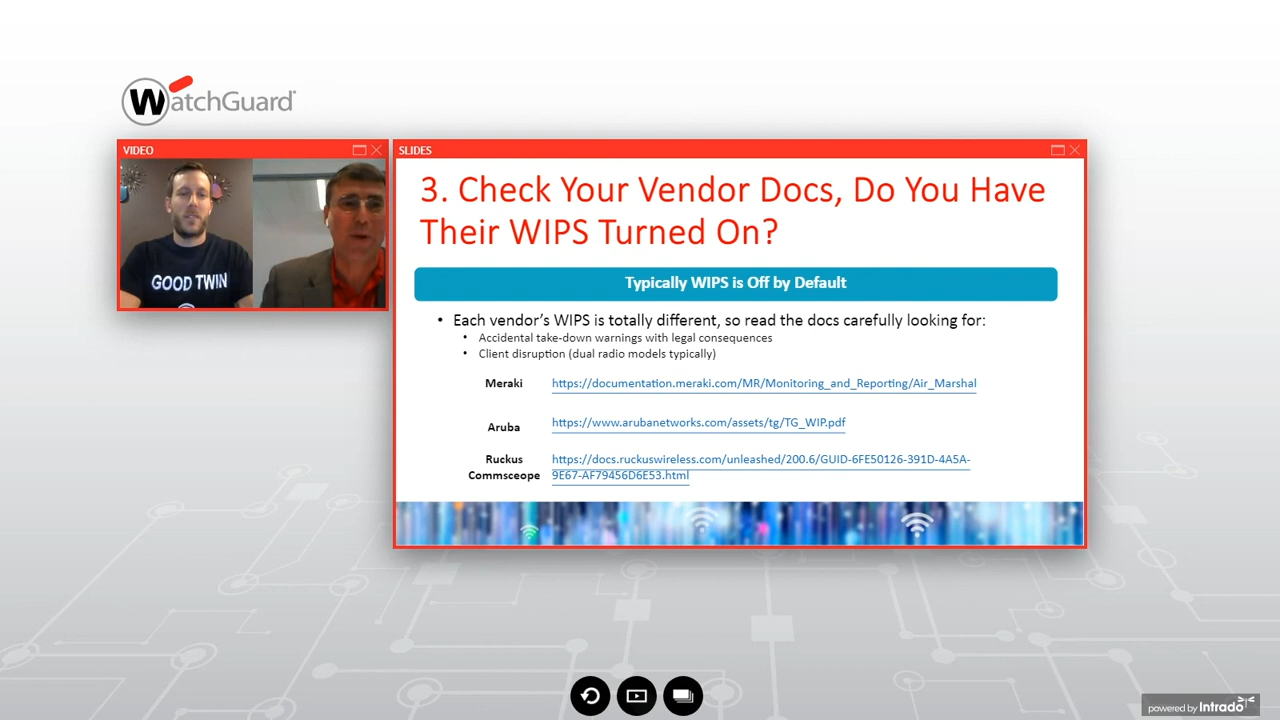 WatchGuard
VIDEO
GOOD TWIN
SLIDES
3. Check Your Vendor Docs, Do You Have
Their WIPS Turned On?
Typically WIPS is Off by Default
• Each vendor's WIPS is totally different, so read the docs carefully looking for:
• Accidental take-down warnings with legal consequences
• Client disruption (dual radio models typically)
Meraki https://documentation.meraki.com/MR/Monitoring_and_Reporting/Air_Marshal
Aruba https://www.arubanetworks.com/assets/tg/TG_WIP.pdf
Ruckus https://docs.ruckuswireless.com/unleashed/200.6/GUID-6FE50126-391D-4A5A-
Commsceope 9E67-AF79456D6E53.html
powered by Intrado